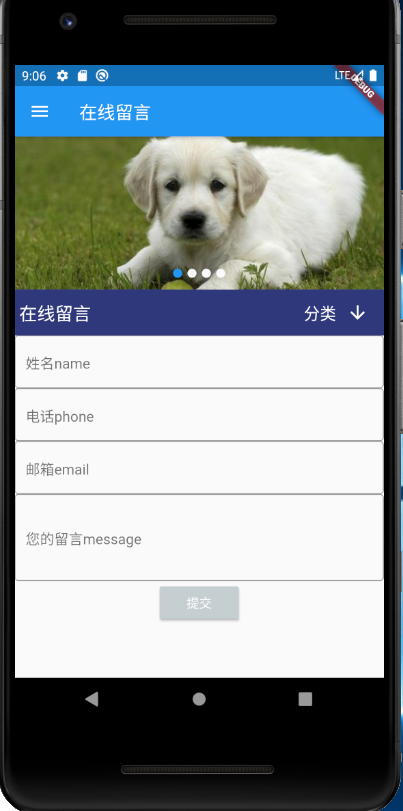 9:06
LTE
DEBUG
在线留言
在线留言 分类
姓名name
电话phone
邮箱email
您的留言message
提交